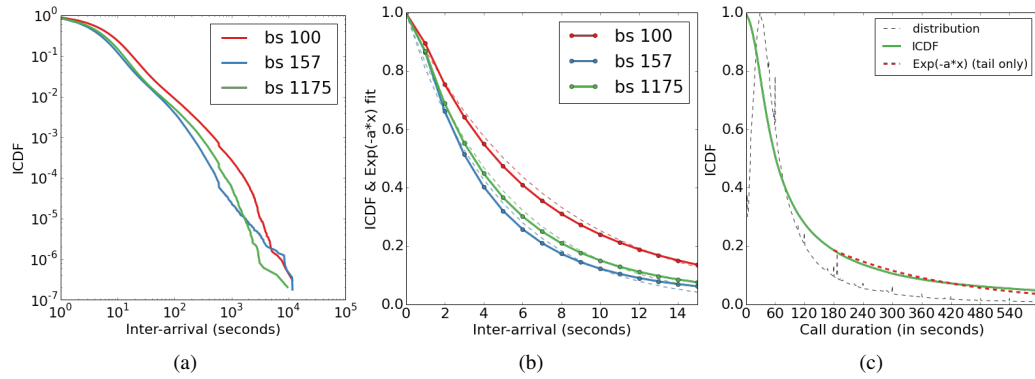 ICDF
10^0
10^-1
10^-2
10^-3
10^-4
10^-5
10^-6
10^-7
bs 100
bs 157
bs 1175
10^0 10^1 10^2 10^3 10^4 10^5
Inter-arrival (seconds)
(a)
ICDF & Exp(-a*x) fit
1.0
0.8
0.6
0.4
0.2
0.0
bs 100
bs 157
bs 1175
0 2 4 6 8 10 12 14
Inter-arrival (seconds)
(b)
ICDF
1.0
0.8
0.6
0.4
0.2
0.0
distribution
ICDF
Exp(-a*x) (tail only)
0 60 120 180 240 300 360 420 480 540
Call duration (in seconds)
(c)